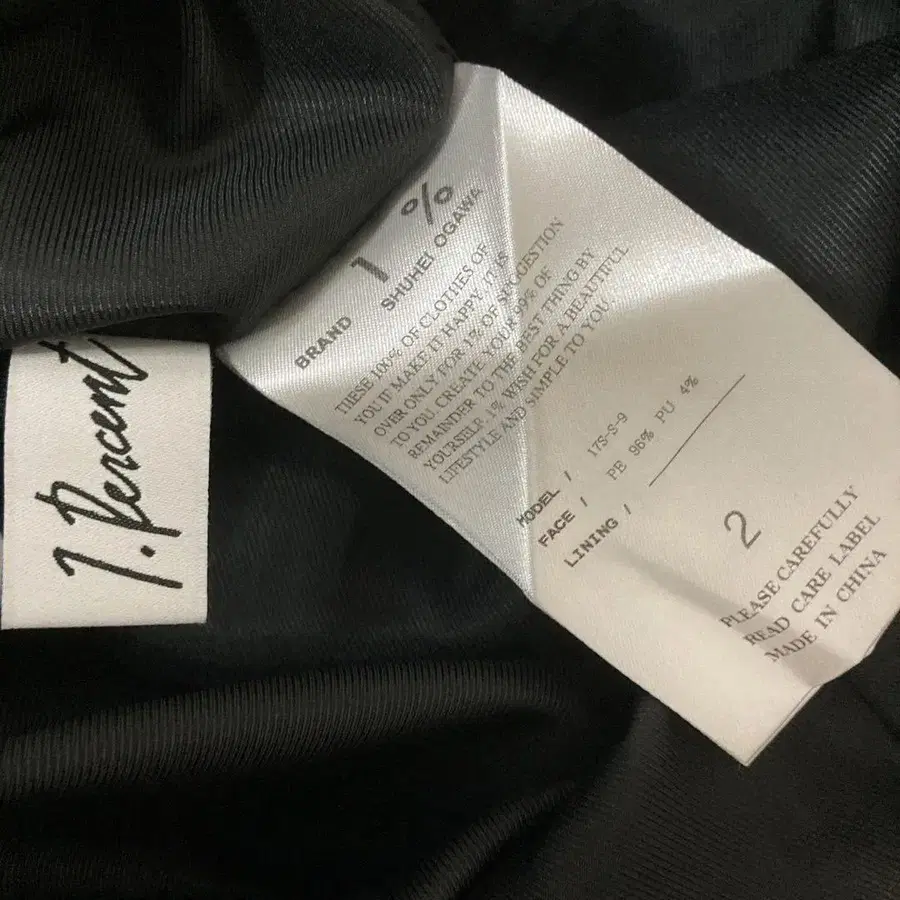 1.Percent
BRAND 1 %
SHUHEI OGAWA
THESE 100% OF CLOTHES OF
YOU'll MAKE IT HAPPY. IT IS
OVER ONLY, FOR 1% OF SUGGESTION
TO YOU. CREATE YOUR 99% OF
REMAINDER TO THE BEST THING BY
YOURSELF. 1% WISH FOR A BEAUTIFUL
LIFESTYLE AND SIMPLE TO YOU.
MODEL / 17S-S-9
FACE / PE 96% PU 4%
LINING /
2
PLEASE CAREFULLY
READ CARE LABEL
MADE IN CHINA